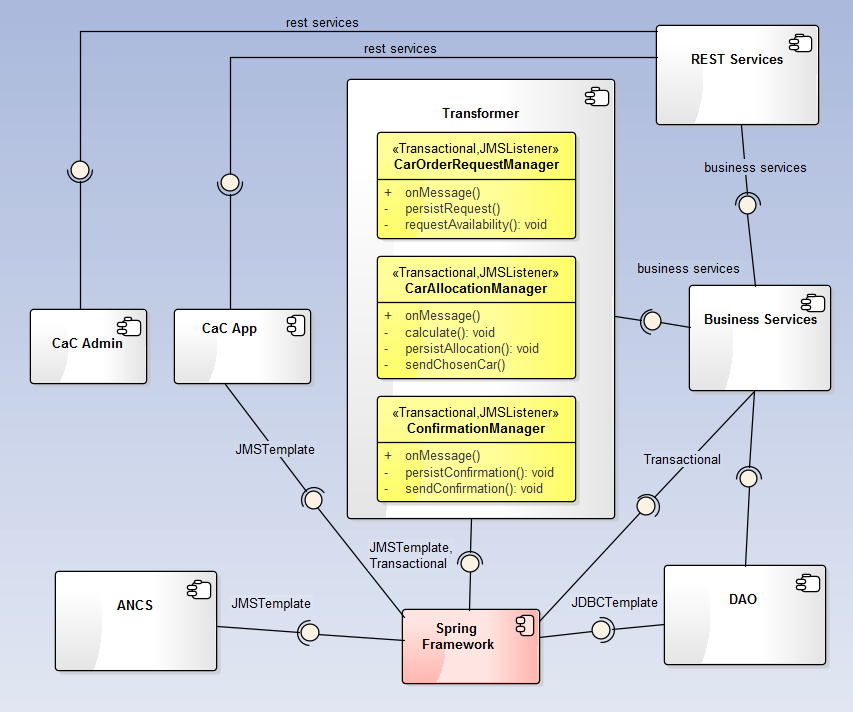 rest services
rest services
REST Services
Transformer
«Transactional,JMSListener»
CarOrderRequestManager
+ onMessage()
- persistRequest()
- requestAvailability(): void
business services
«Transactional,JMSListener»
CarAllocationManager
+ onMessage()
- calculate(): void
- persistAllocation(): void
- sendChosenCar()
business services
Business Services
CaC Admin
CaC App
«Transactional,JMSListener»
ConfirmationManager
+ onMessage()
- persistConfirmation(): void
- sendConfirmation(): void
JMSTemplate
Transactional
JMSTemplate,
Transactional
ANCS
JMSTemplate
Spring
Framework
JDBCTemplate
DAO